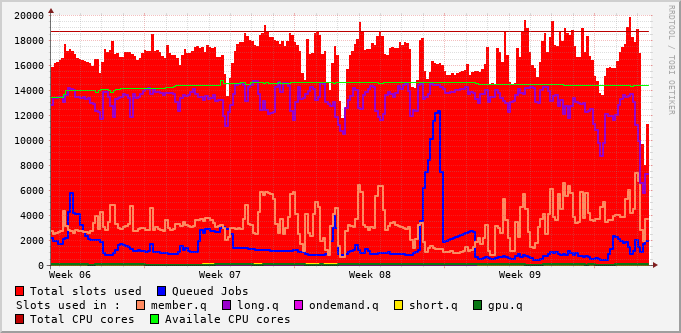 20000
18000
16000
14000
12000
10000
8000
6000
4000
2000
0
Week 06 Week 07 Week 08 Week 09
RRDTOOL / TOBI OETIKER
Total slots used Queued Jobs
Slots used in : member.q long.q ondemand.q short.q gpu.q
Total CPU cores Availale CPU cores